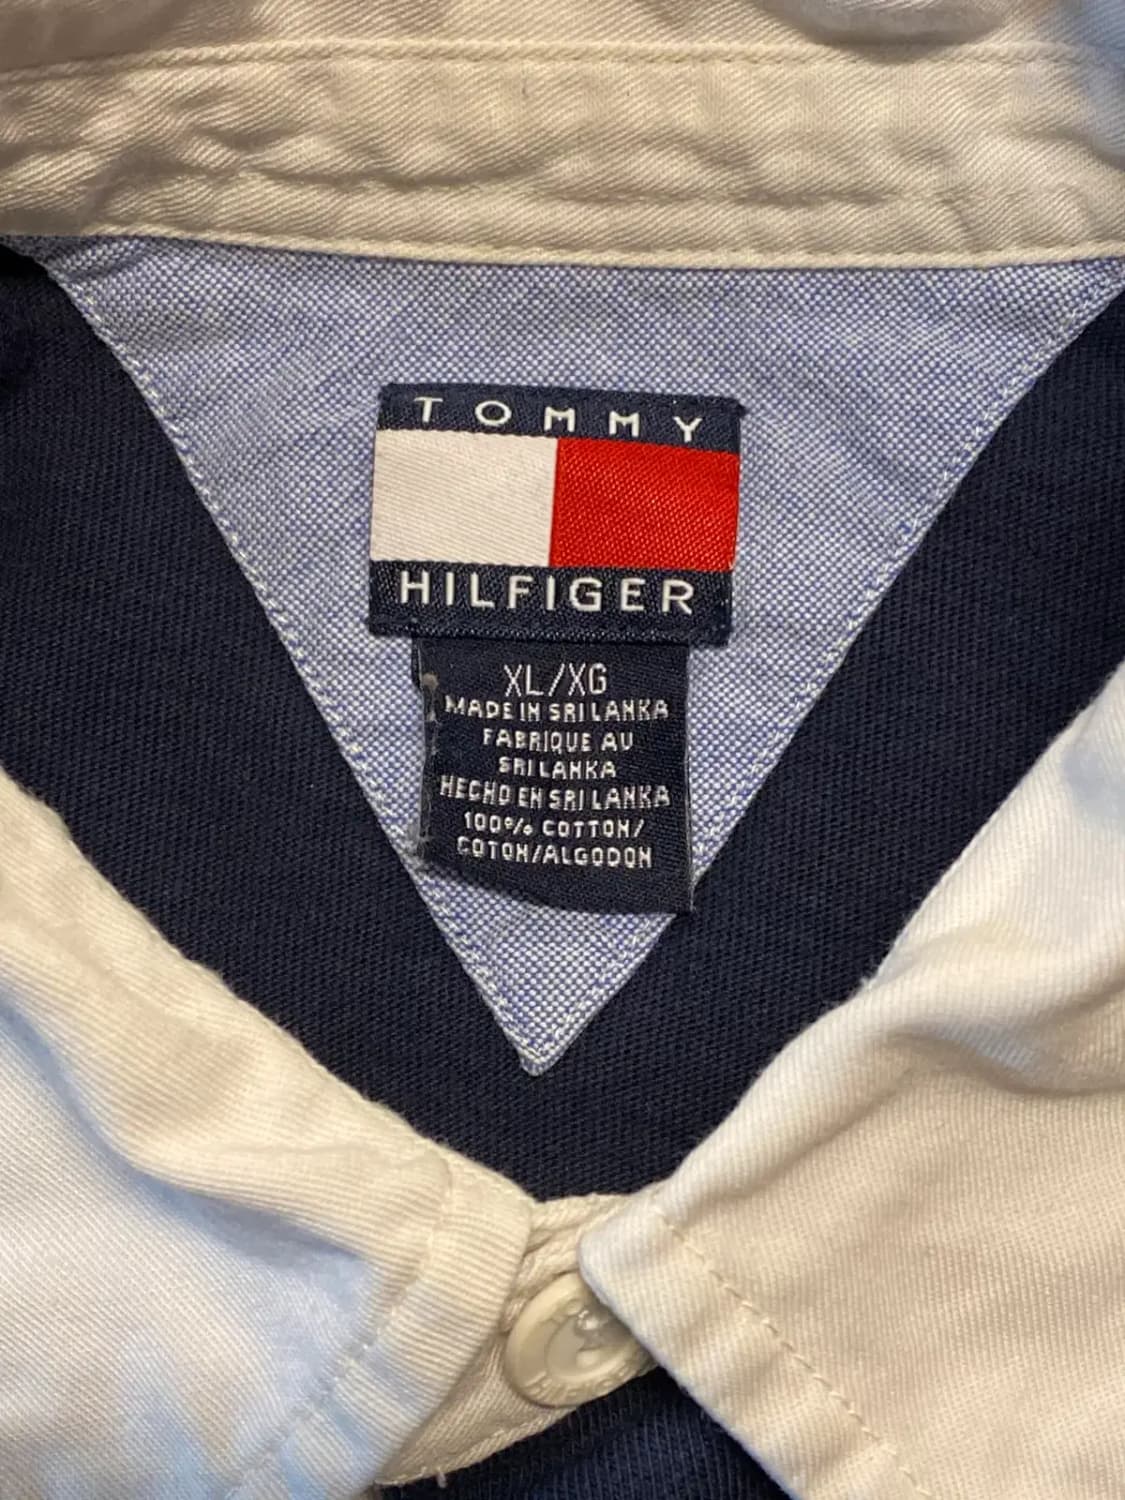 TOMMY
HILFIGER
XL/XG
MADE IN SRI LANKA
FABRIQUE AU
SRI LANKA
HECHO EN SRI LANKA
100% COTTON/
COTON/ALGODON